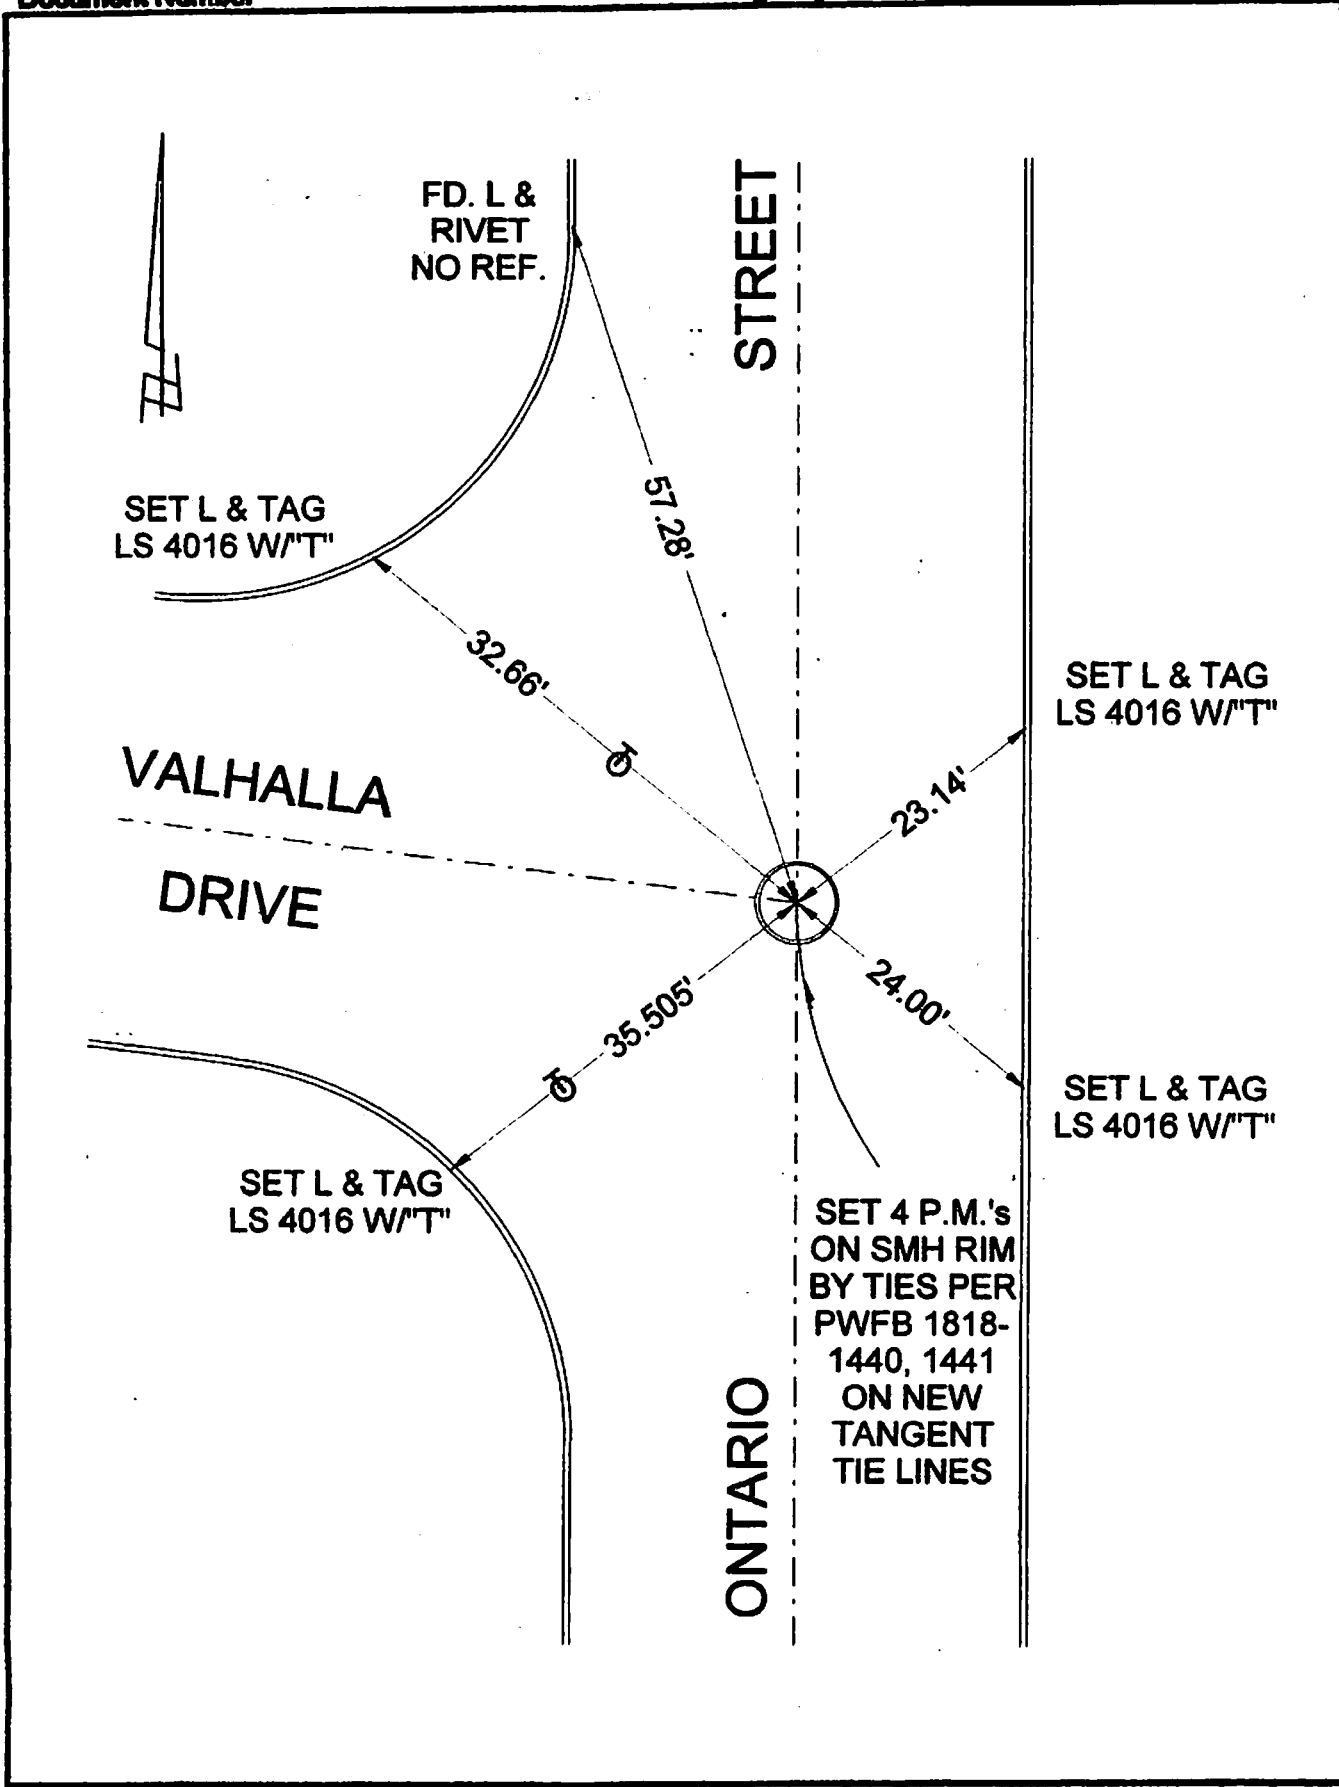 Document Number
FD. L &
RIVET
NO REF.
STREET
57.28'
SET L & TAG
LS 4016 W/"T"
32.66'
SET L & TAG
LS 4016 W/"T"
VALHALLA
DRIVE
23.14'
35.505'
24.00'
SET L & TAG
LS 4016 W/"T"
SET L & TAG
LS 4016 W/"T"
SET 4 P.M.'s
ON SMH RIM
BY TIES PER
PWFB 1818-
1440, 1441
ON NEW
TANGENT
TIE LINES
ONTARIO